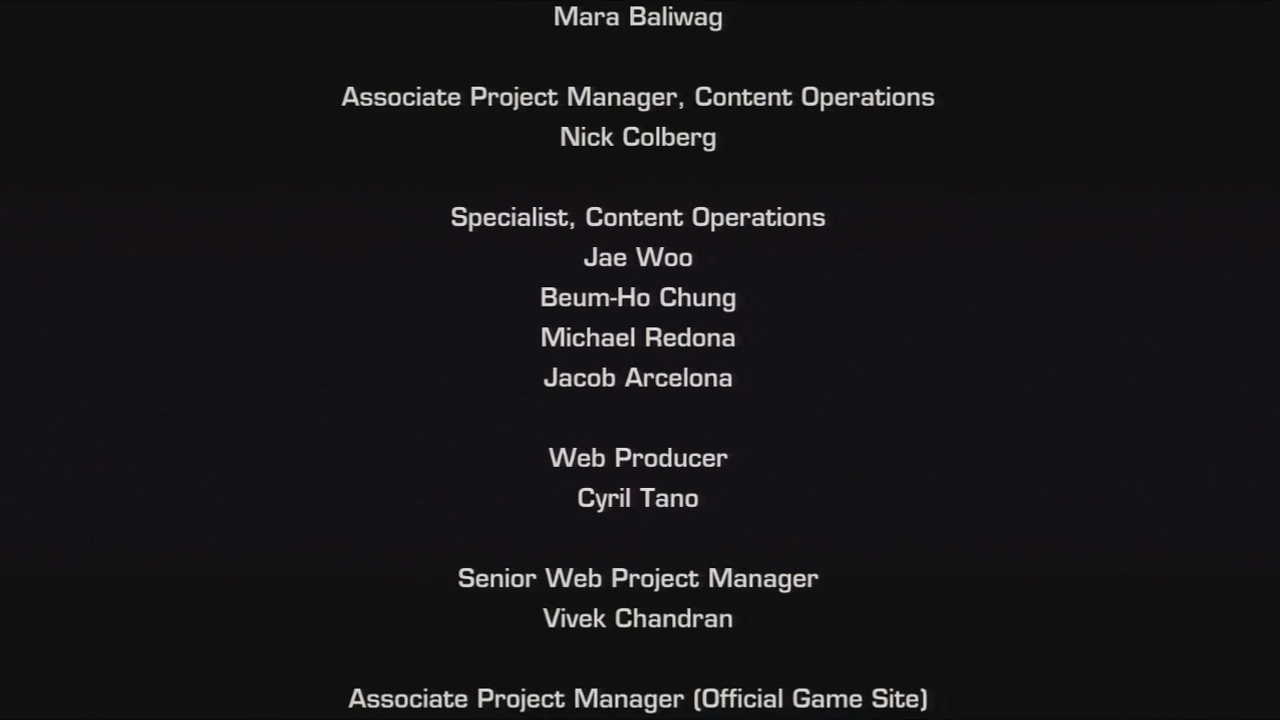 Mara Baliwag
Associate Project Manager, Content Operations
Nick Colberg
Specialist, Content Operations
Jae Woo
Beum-Ho Chung
Michael Redona
Jacob Arcelona
Web Producer
Cyril Tano
Senior Web Project Manager
Vivek Chandran
Associate Project Manager (Official Game Site)